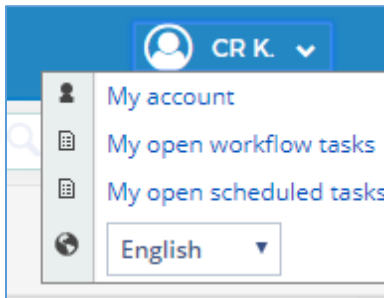 CR K.
My account
My open workflow tasks
My open scheduled tasks
English